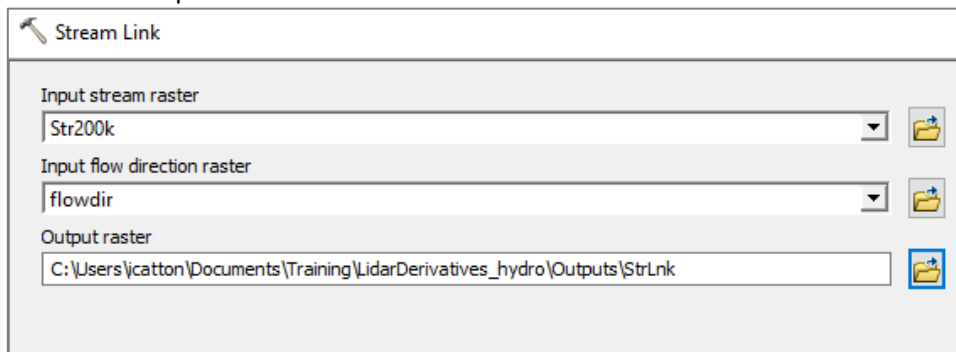 Stream Link
Input stream raster
Str200k
Input flow direction raster
flowdir
Output raster
C:\Users\icatton\Documents\Training\LidarDerivatives_hydro\Outputs\StrLnk